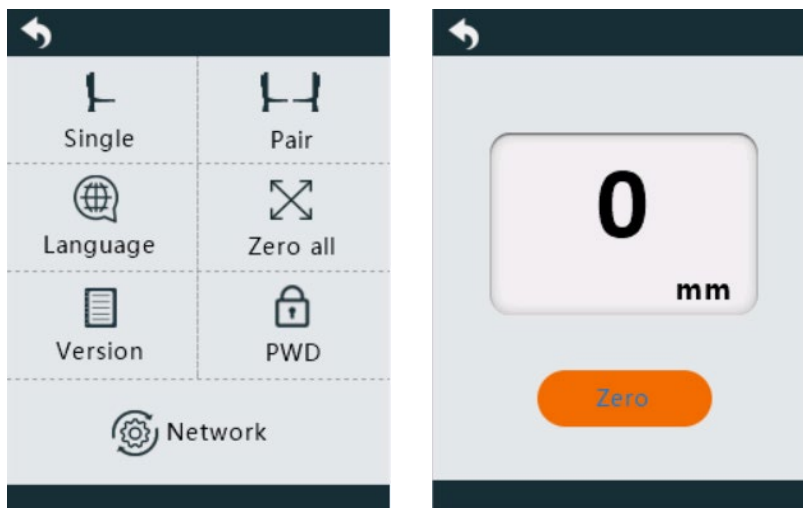 Single
Pair
Language
Zero all
Version
PWD
Network
0
mm
Zero